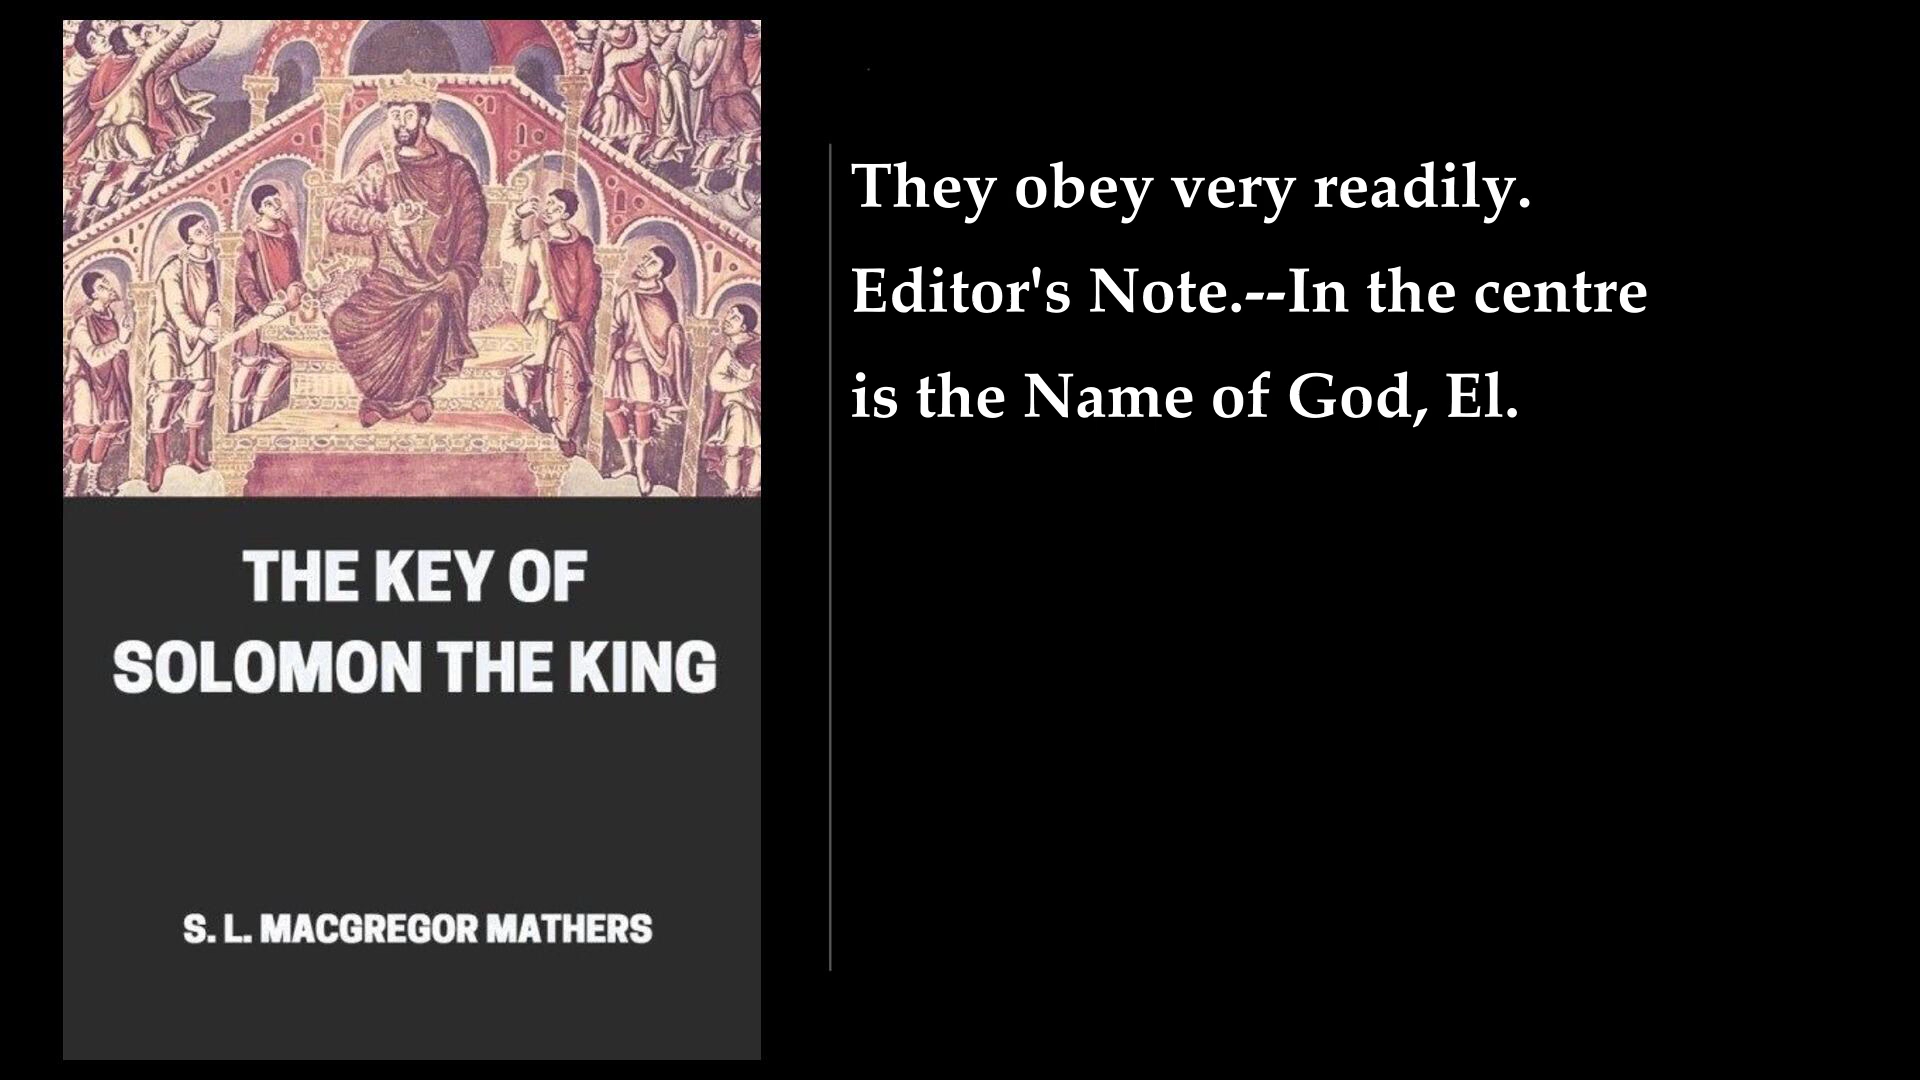 THE KEY OF
SOLOMON THE KING
S. L. MACGREGOR MATHERS
They obey very readily.
Editor's Note.--In the centre
is the Name of God, El.